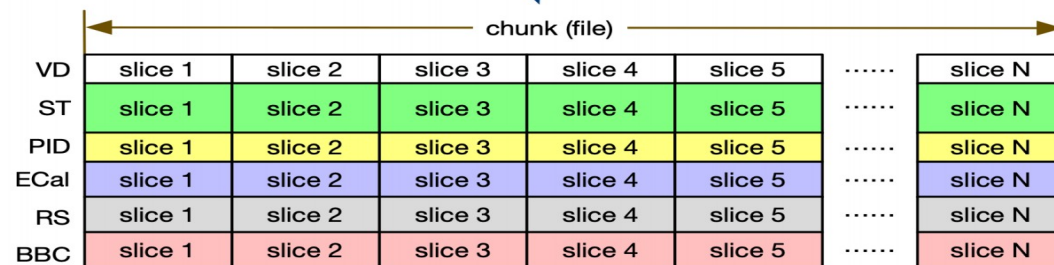 chunk (file)
VD slice 1 slice 2 slice 3 slice 4 slice 5 ...... slice N
ST slice 1 slice 2 slice 3 slice 4 slice 5 ...... slice N
PID slice 1 slice 2 slice 3 slice 4 slice 5 ...... slice N
ECal slice 1 slice 2 slice 3 slice 4 slice 5 ...... slice N
RS slice 1 slice 2 slice 3 slice 4 slice 5 ...... slice N
BBC slice 1 slice 2 slice 3 slice 4 slice 5 ...... slice N